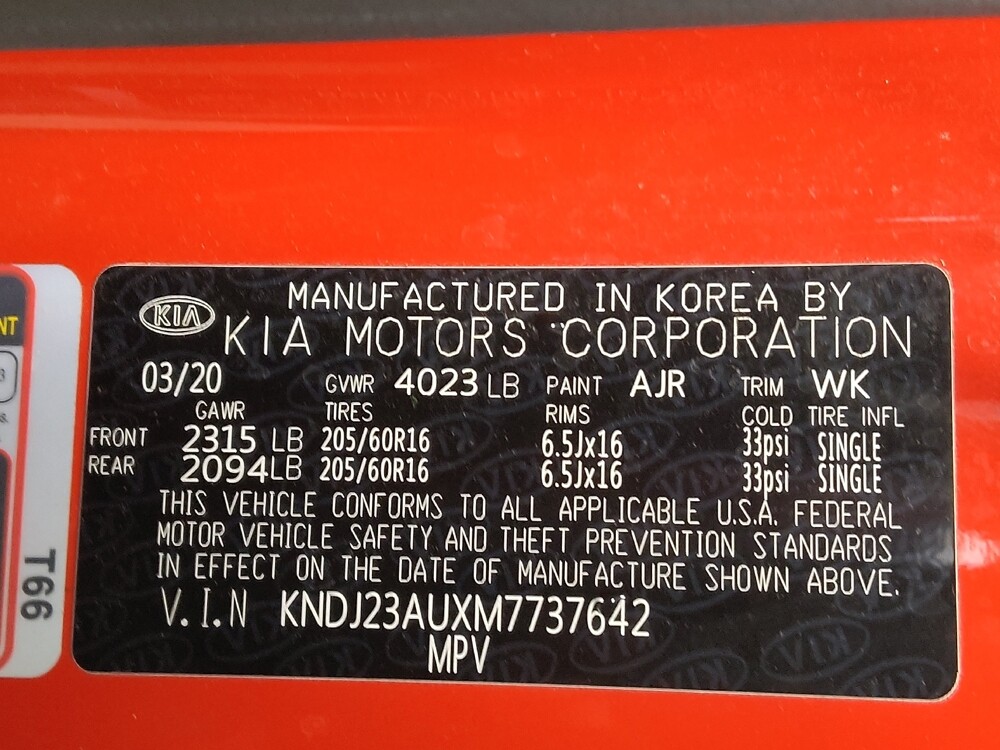 MANUFACTURED IN KOREA BY
KIA KIA MOTORS CORPORATION
03/20 GVWR 4023 LB PAINT AJR TRIM WK
GAWR TIRES RIMS COLD TIRE INFL
FRONT 2315 LB 205/60R16 6.5Jx16 33psi SINGLE
REAR 2094 LB 205/60R16 6.5Jx16 33psi SINGLE
THIS VEHICLE CONFORMS TO ALL APPLICABLE U.S.A. FEDERAL
MOTOR VEHICLE SAFETY AND THEFT PREVENTION STANDARDS
IN EFFECT ON THE DATE OF MANUFACTURE SHOWN ABOVE.
V.I.N KNDJ23AUXM7737642
MPV
T66